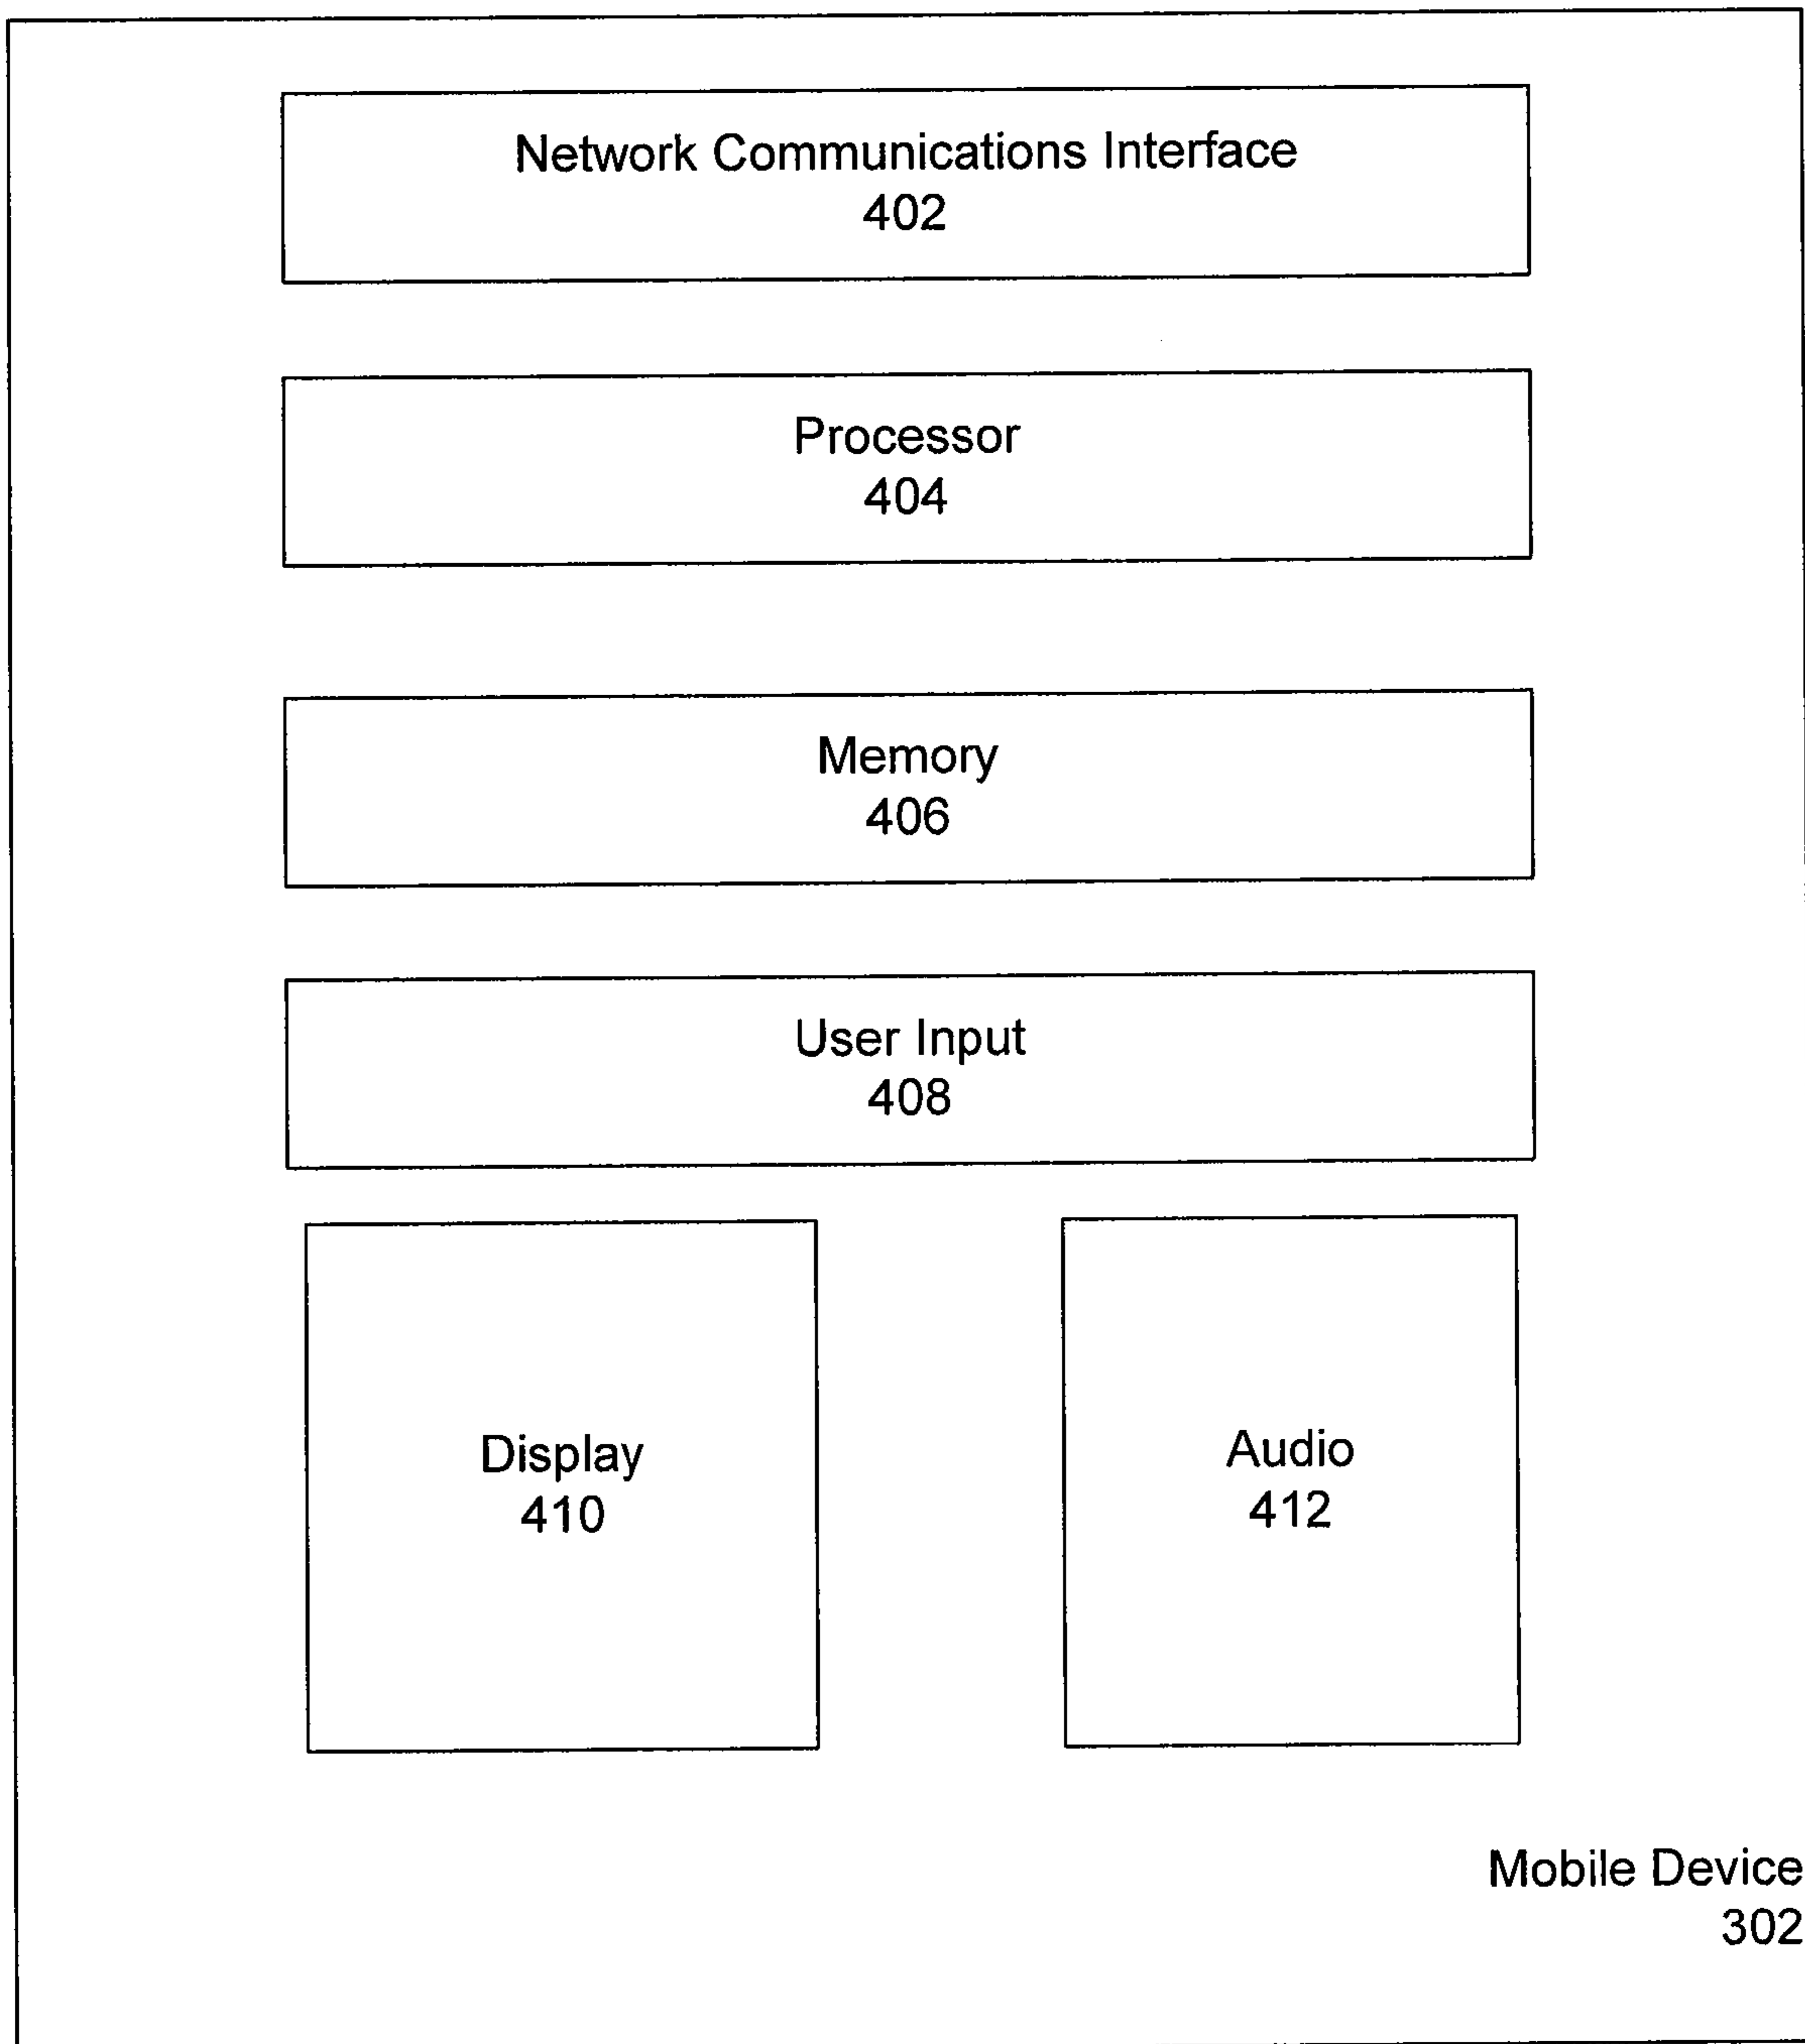 Network Communications Interface
402
Processor
404
Memory
406
User Input
408
Display
410
Audio
412
Mobile Device
302